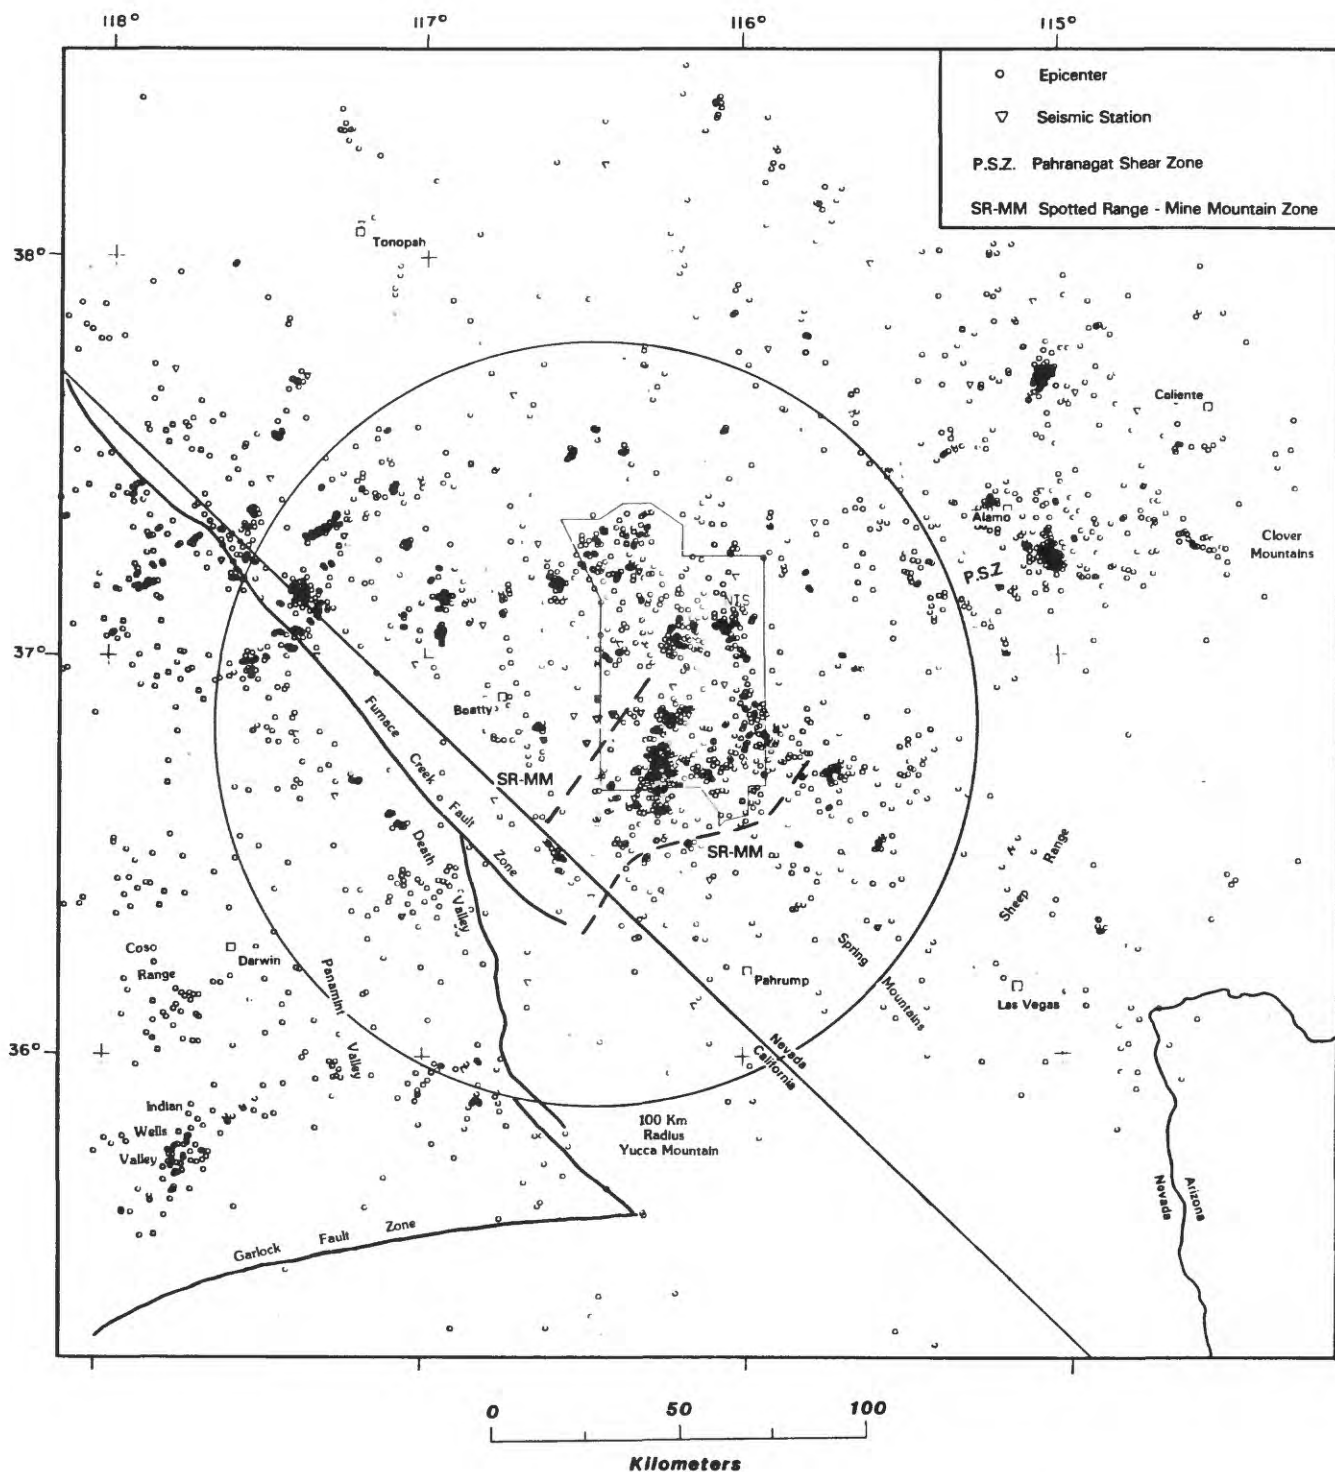 118° 117° 116° 115°
Epicenter
Seismic Station
P.S.Z. Pahranagat Shear Zone
SR-MM Spotted Range - Mine Mountain Zone
38°
Tonopah
Caliente
Alamo
Clover
Mountains
P.S.Z
NTS
37°
Beatty
Furnace Creek Fault Zone
SR-MM
SR-MM
Death Valley
Sheep Range
Coso
Range
Darwin
Panamint Valley
Pahrump
Spring Mountains
Las Vegas
36°
Nevada
California
Indian
Wells
Valley
100 Km
Radius
Yucca Mountain
Arizona
Nevada
Garlock Fault Zone
0 50 100
Kilometers